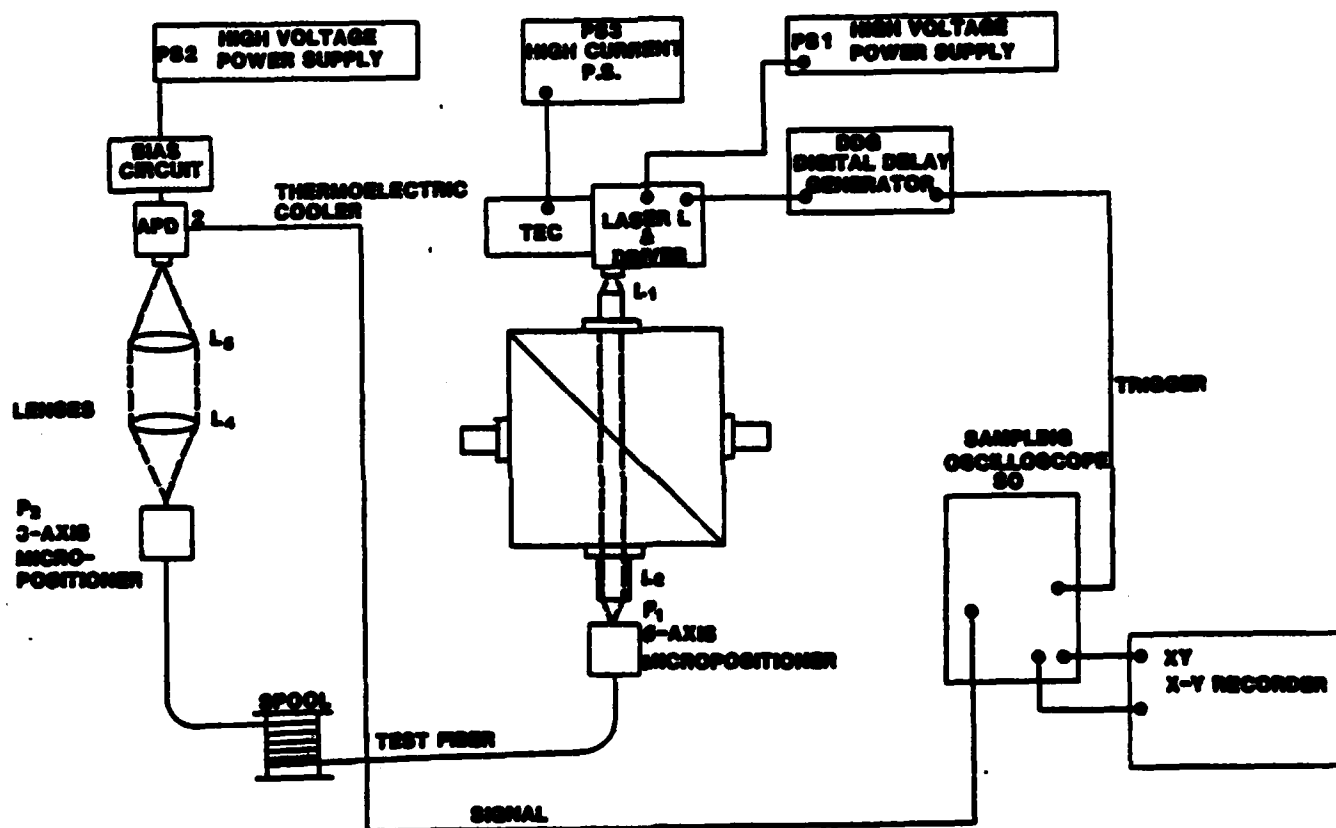 PS2
HIGH VOLTAGE
POWER SUPPLY
PS3
HIGH CURRENT
P.S.
PS1
HIGH VOLTAGE
POWER SUPPLY
BIAS
CIRCUIT
DDG
DIGITAL DELAY
GENERATOR
THERMOELECTRIC
COOLER
APD
2
TEC
LASER L
&
DRIVER
L1
L5
LENSES
L4
TRIGGER
SAMPLING
OSCILLOSCOPE
SO
P2
3-AXIS
MICRO-
POSITIONER
L2
P1
MICROPOSITIONER
XY
X-Y RECORDER
SPOOL
TEST FIBER
SIGNAL